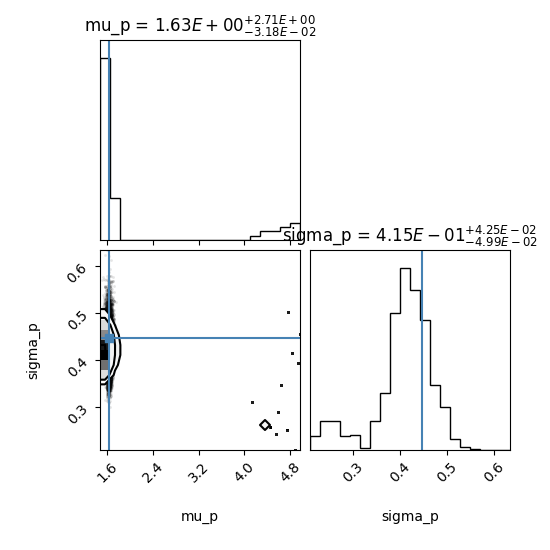 mu_p = 1.63E + 00 +2.71E + 00 −3.18E − 02
sigma_p = 4.15E − 01 +4.25E − 02 −4.99E − 02
0.6
0.5
0.4
0.3
sigma_p
1.6 2.4 3.2 4.0 4.8
0.3 0.4 0.5 0.6
mu_p
sigma_p